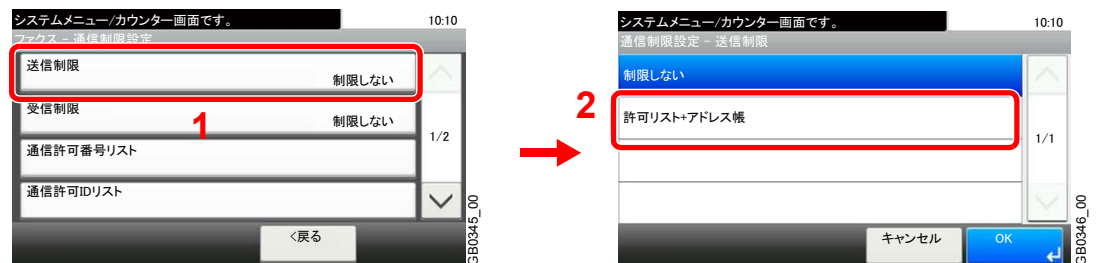 システムメニュー/カウンター画面です。
10:10
ファクス - 通信制限設定
送信制限
制限しない
受信制限
制限しない
1
1/2
通信許可番号リスト
通信許可IDリスト
<戻る
GB0345_00
システムメニュー/カウンター画面です。
10:10
通信制限設定 - 送信制限
制限しない
2
許可リスト+アドレス帳
1/1
キャンセル
OK
GB0346_00